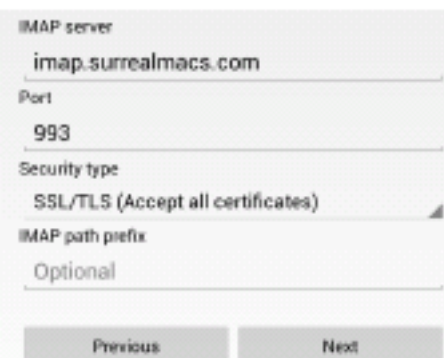 IMAP server
imap.surrealmacs.com
Port
993
Security type
SSL/TLS (Accept all certificates)
IMAP path prefix
Optional
Previous Next